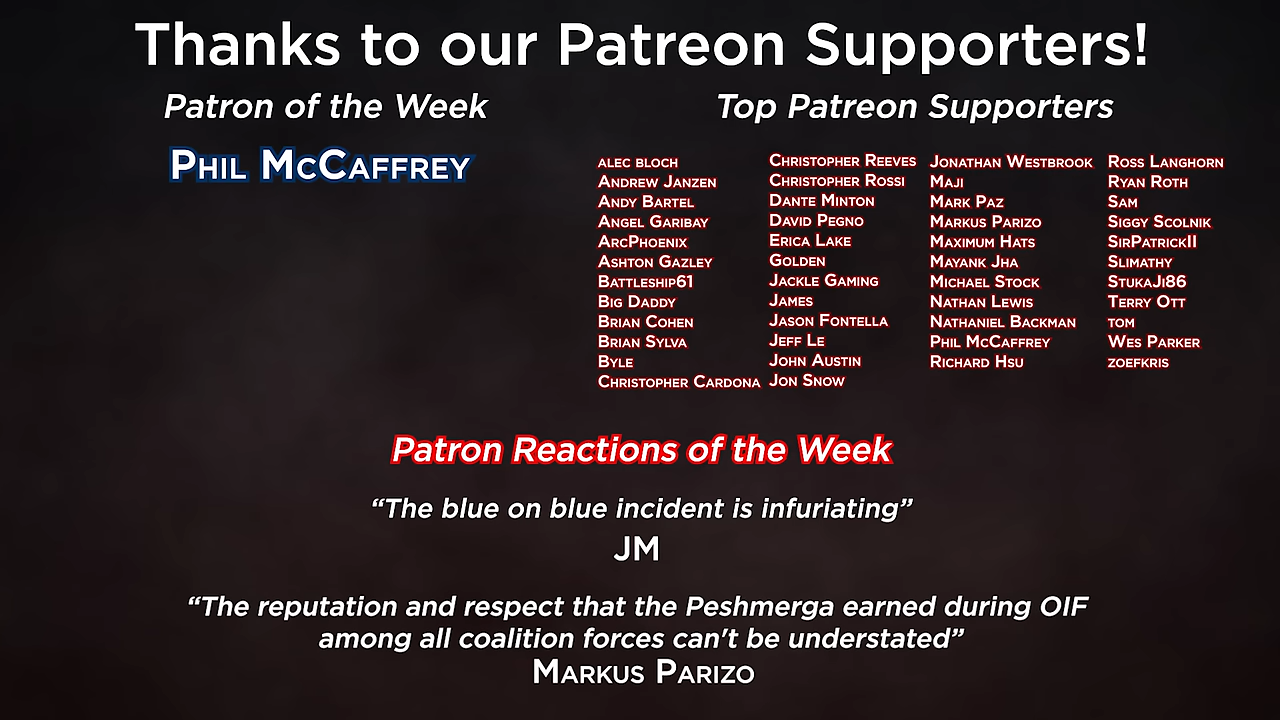 Thanks to our Patreon Supporters!
Patron of the Week
Phil McCaffrey
Top Patreon Supporters
alec bloch
Andrew Janzen
Andy Bartel
Angel Garibay
ArcPhoenix
Ashton Gazley
Battleship61
Big Daddy
Brian Cohen
Brian Sylva
Byle
Christopher Cardona
Christopher Reeves
Christopher Rossi
Dante Minton
David Pegno
Erica Lake
Golden
Jackle Gaming
James
Jason Fontella
Jeff Le
John Austin
Jon Snow
Jonathan Westbrook
Maji
Mark Paz
Markus Parizo
Maximum Hats
Mayank Jha
Michael Stock
Nathan Lewis
Nathaniel Backman
Phil McCaffrey
Richard Hsu
Ross Langhorn
Ryan Roth
Sam
Siggy Scolnik
SirPatrickII
Slimathy
StukaJi86
Terry Ott
tom
Wes Parker
zoefkris
Patron Reactions of the Week
“The blue on blue incident is infuriating”
JM
“The reputation and respect that the Peshmerga earned during OIF
among all coalition forces can't be understated”
Markus Parizo